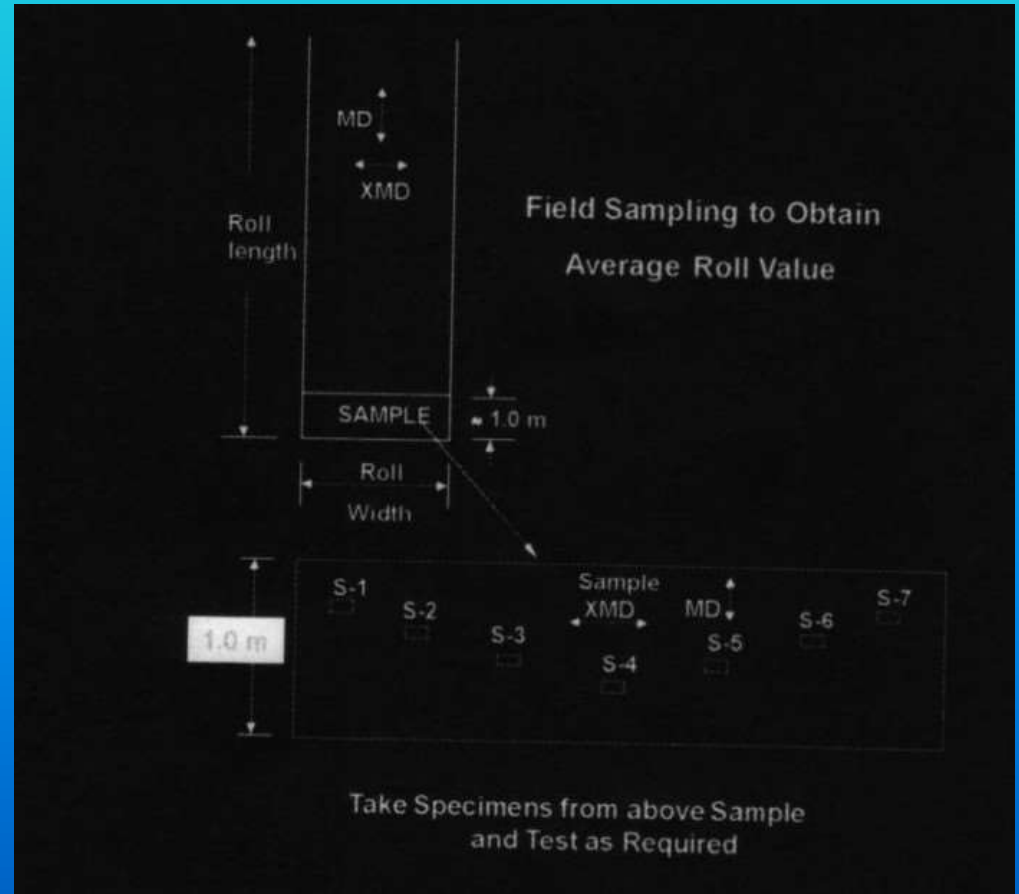 MD
XMD
Roll
length
Field Sampling to Obtain
Average Roll Value
SAMPLE
≈ 1.0 m
Roll
Width
Sample
XMD
MD
S-1
S-2
S-3
S-4
S-5
S-6
S-7
1.0 m
Take Specimens from above Sample
and Test as Required